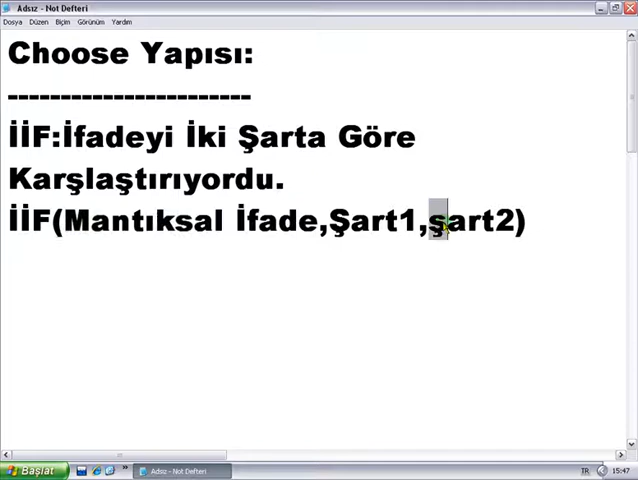 Adsız - Not Defteri
Dosya Düzen Biçim Görünüm Yardım
Choose Yapısı:
-----------------------
İİF:İfadeyi İki Şarta Göre
Karşlaştırıyordu.
İİF(Mantıksal İfade,Şart1,şart2)
Başlat Adsız - Not Defteri TR 15:47